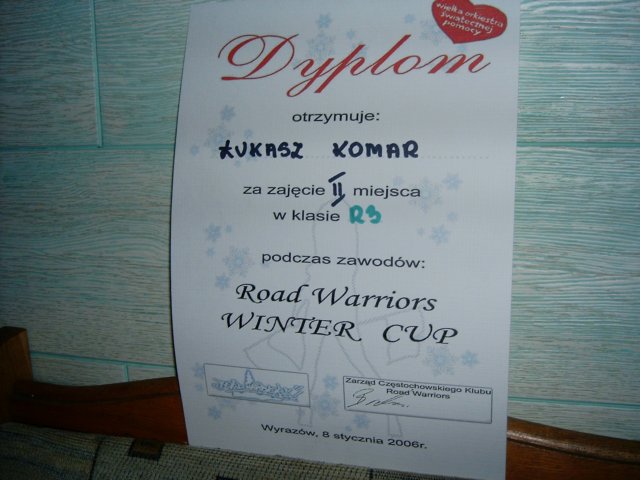 wielka orkiestra
świątecznej
pomocy
Dyplom
otrzymuje:
ŁUKASZ KOMAR
za zajęcie II miejsca
w klasie R3
podczas zawodów:
Road Warriors
WINTER CUP
Zarząd Częstochowskiego Klubu
Road Warriors
Wyrazów, 8 stycznia 2006r.